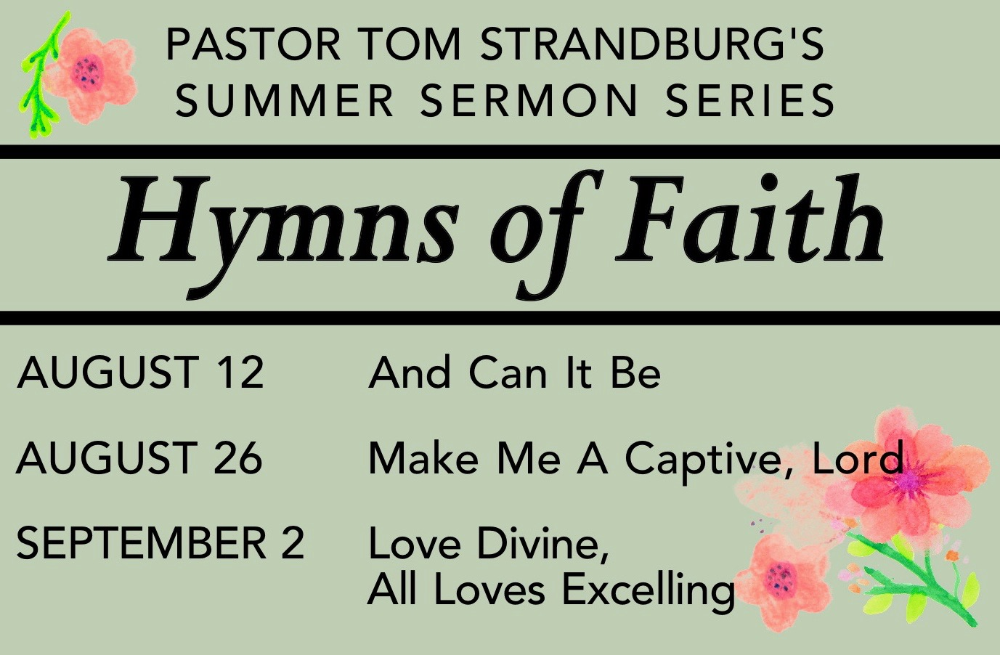 PASTOR TOM STRANDBURG'S
SUMMER SERMON SERIES
Hymns of Faith
AUGUST 12 And Can It Be
AUGUST 26 Make Me A Captive, Lord
SEPTEMBER 2 Love Divine,
All Loves Excelling